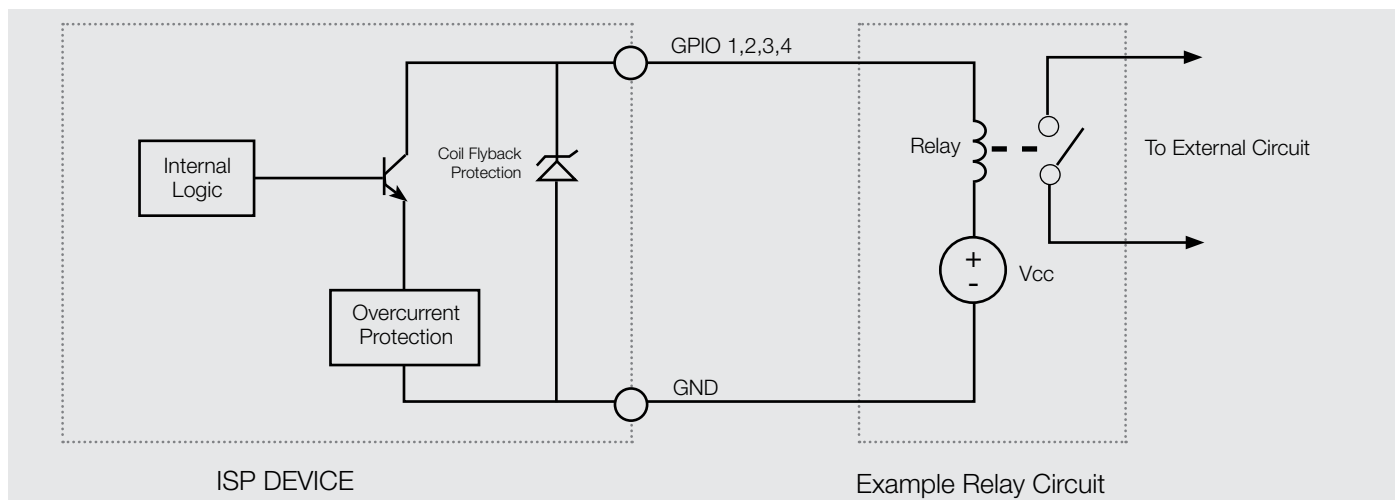 GPIO 1,2,3,4
Internal
Logic
Coil Flyback
Protection
Relay
To External Circuit
+
-
Vcc
Overcurrent
Protection
GND
ISP DEVICE
Example Relay Circuit